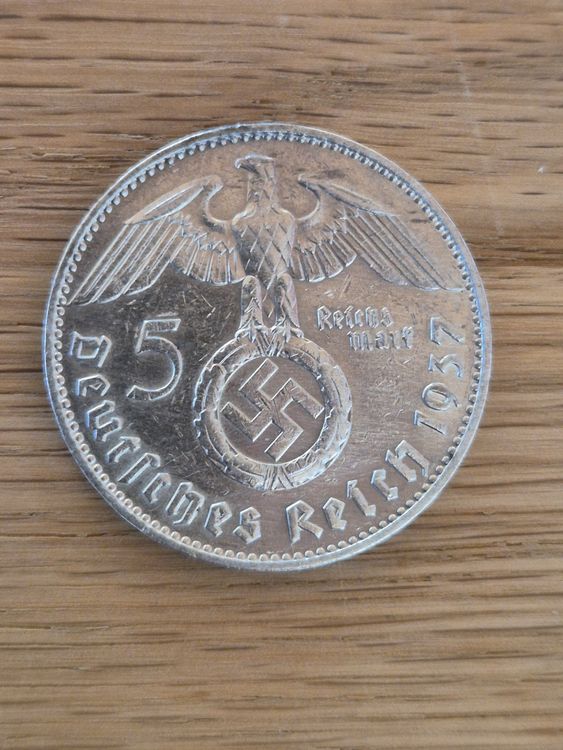 5
Reichs
mark
Deutsches Reich 1937